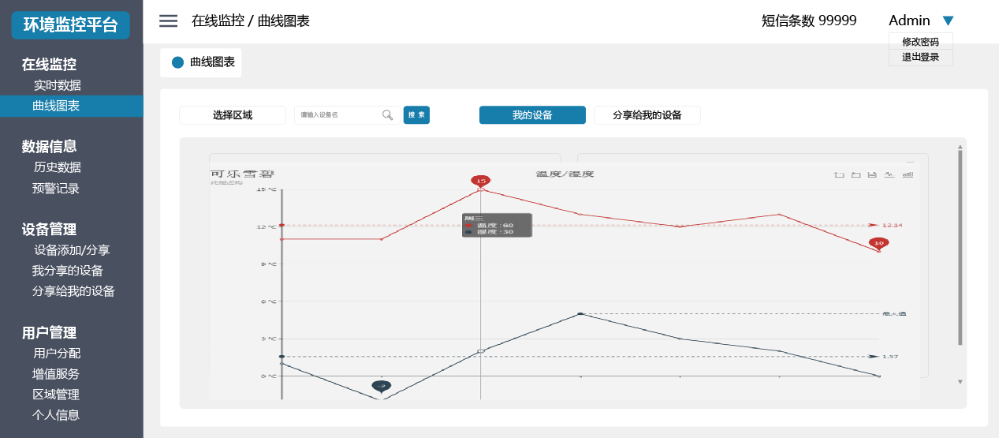 环境监控平台
在线监控 / 曲线图表
短信条数 99999
Admin
修改密码
退出登录
在线监控
实时数据
曲线图表
数据信息
历史数据
预警记录
设备管理
设备添加/分享
我分享的设备
分享给我的设备
用户管理
用户分配
增值服务
区域管理
个人信息
曲线图表
选择区域
请输入设备名
搜 索
我的设备
分享给我的设备
可乐雪碧
温度/湿度
15 °C
12 °C
9 °C
6 °C
3 °C
0 °C
15
周三
温度 : 60
湿度 : 30
12.14
10
最大值
1.57
-2